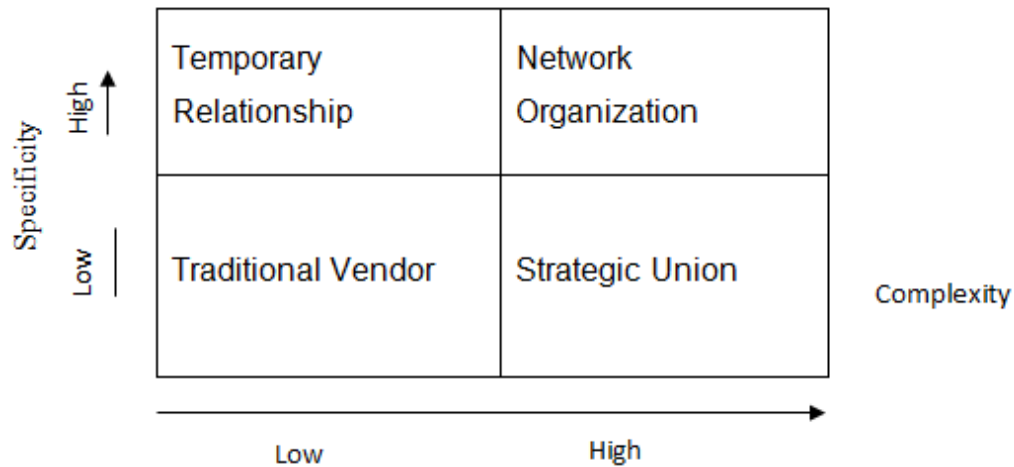 Temporary
Relationship
Network
Organization
Specificity
High
Low
Traditional Vendor
Strategic Union
Complexity
Low
High